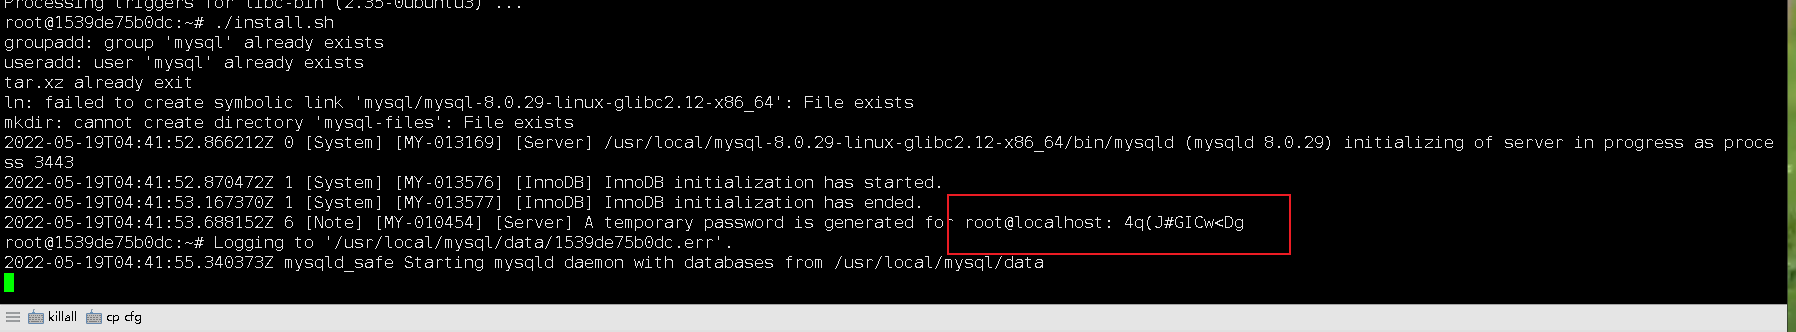 Processing triggers for libc-bin (2.35-0ubuntu3) ...
root@1539de75b0dc:~# ./install.sh
groupadd: group 'mysql' already exists
useradd: user 'mysql' already exists
tar.xz already exit
ln: failed to create symbolic link 'mysql/mysql-8.0.29-linux-glibc2.12-x86_64': File exists
mkdir: cannot create directory 'mysql-files': File exists
2022-05-19T04:41:52.866212Z 0 [System] [MY-013169] [Server] /usr/local/mysql-8.0.29-linux-glibc2.12-x86_64/bin/mysqld (mysqld 8.0.29) initializing of server in progress as proce
ss 3443
2022-05-19T04:41:52.870472Z 1 [System] [MY-013576] [InnoDB] InnoDB initialization has started.
2022-05-19T04:41:53.167370Z 1 [System] [MY-013577] [InnoDB] InnoDB initialization has ended.
2022-05-19T04:41:53.688152Z 6 [Note] [MY-010454] [Server] A temporary password is generated for root@localhost: 4q(J#GICw<Dg
root@1539de75b0dc:~# Logging to '/usr/local/mysql/data/1539de75b0dc.err'.
2022-05-19T04:41:55.340373Z mysqld_safe Starting mysqld daemon with databases from /usr/local/mysql/data
killall cp cfg